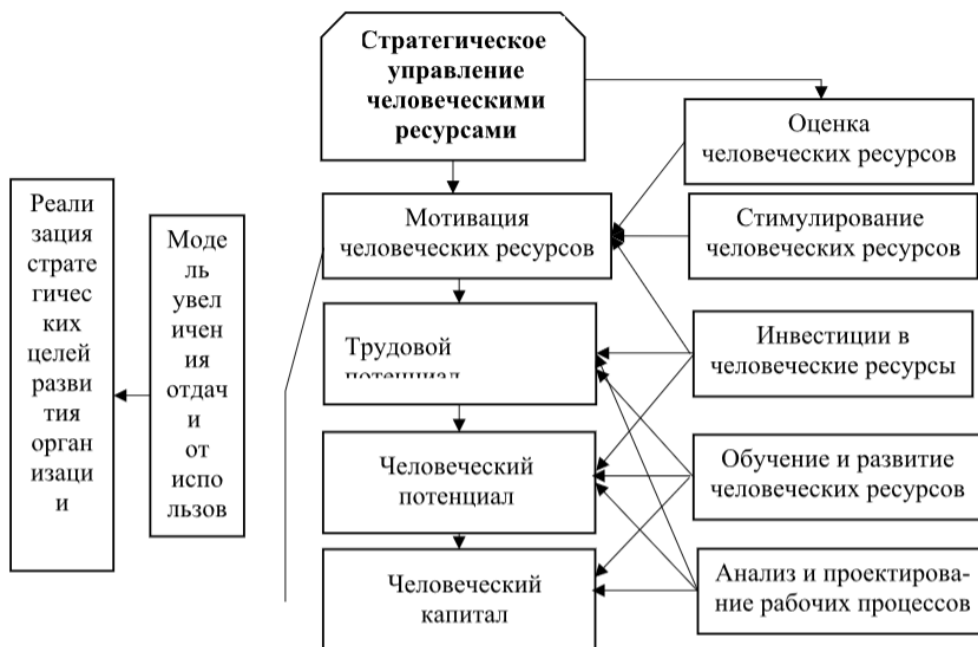 Стратегическое
управление
человеческими
ресурсами
Оценка
человеческих ресурсов
Реали
зация
страте
гичес
ких
целей
разви
тия
орган
изаци
и
Моде
ль
увел
ичен
ия
отдач
и
от
испо
льзов
Мотивация
человеческих ресурсов
Стимулирование
человеческих ресурсов
Трудовой
потенциал
Инвестиции в
человеческие ресурсы
Человеческий
потенциал
Обучение и развитие
человеческих ресурсов
Человеческий
капитал
Анализ и проектирова-
ние рабочих процессов